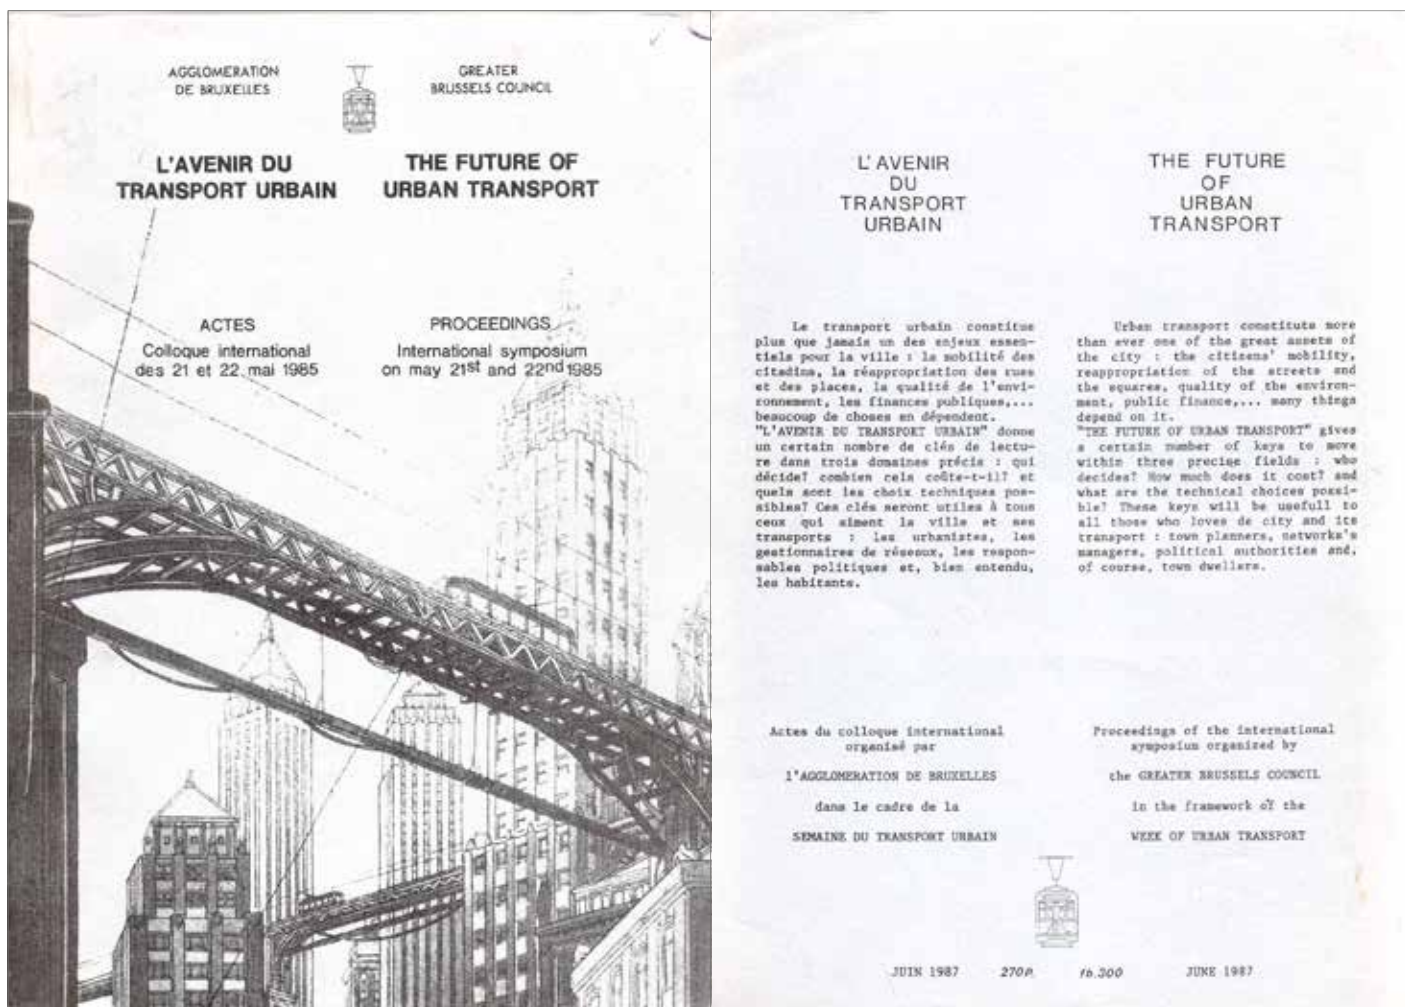 AGGLOMERATION
DE BRUXELLES
GREATER
BRUSSELS COUNCIL
L'AVENIR DU
TRANSPORT URBAIN
THE FUTURE OF
URBAN TRANSPORT
ACTES
Colloque international
des 21 et 22 mai 1985
PROCEEDINGS
International symposium
on may 21st and 22nd 1985
L'AVENIR
DU
TRANSPORT
URBAIN
THE FUTURE
OF
URBAN
TRANSPORT
Le transport urbain constitue
plus que jamais un des enjeux essen-
tiels pour la ville : la mobilité des
citadins, la réappropriation des rues
et des places, la qualité de l'envi-
ronnement, les finances publiques,...
beaucoup de choses en dépendent.
"L'AVENIR DU TRANSPORT URBAIN" donne
un certain nombre de clés de lectu-
re dans trois domaines précis : qui
décide? combien cela coûte-t-il? et
quels sont les choix techniques pos-
sibles? Ces clés seront utiles à tous
ceux qui aiment la ville et ses
transports : les urbanistes, les
gestionnaires de réseaux, les respon-
sables politiques et, bien entendu,
les habitants.
Urban transport constitute more
than ever one of the great assets of
the city : the citizens' mobility,
reappropriation of the streets and
the squares, quality of the environ-
ment, public finance,... many things
depend on it.
"THE FUTURE OF URBAN TRANSPORT" gives
a certain number of keys to move
within three precise fields : who
decides? How much does it cost? and
what are the technical choices possi-
ble? These keys will be usefull to
all those who loves de city and its
transport : town planners, networks's
managers, political authorities and,
of course, town dwellers.
Actes du colloque international
organisé par
l'AGGLOMERATION DE BRUXELLES
dans le cadre de la
SEMAINE DU TRANSPORT URBAIN
Proceedings of the international
symposium organized by
the GREATER BRUSSELS COUNCIL
in the framework of the
WEEK OF URBAN TRANSPORT
JUIN 1987 270P. fb.300 JUNE 1987